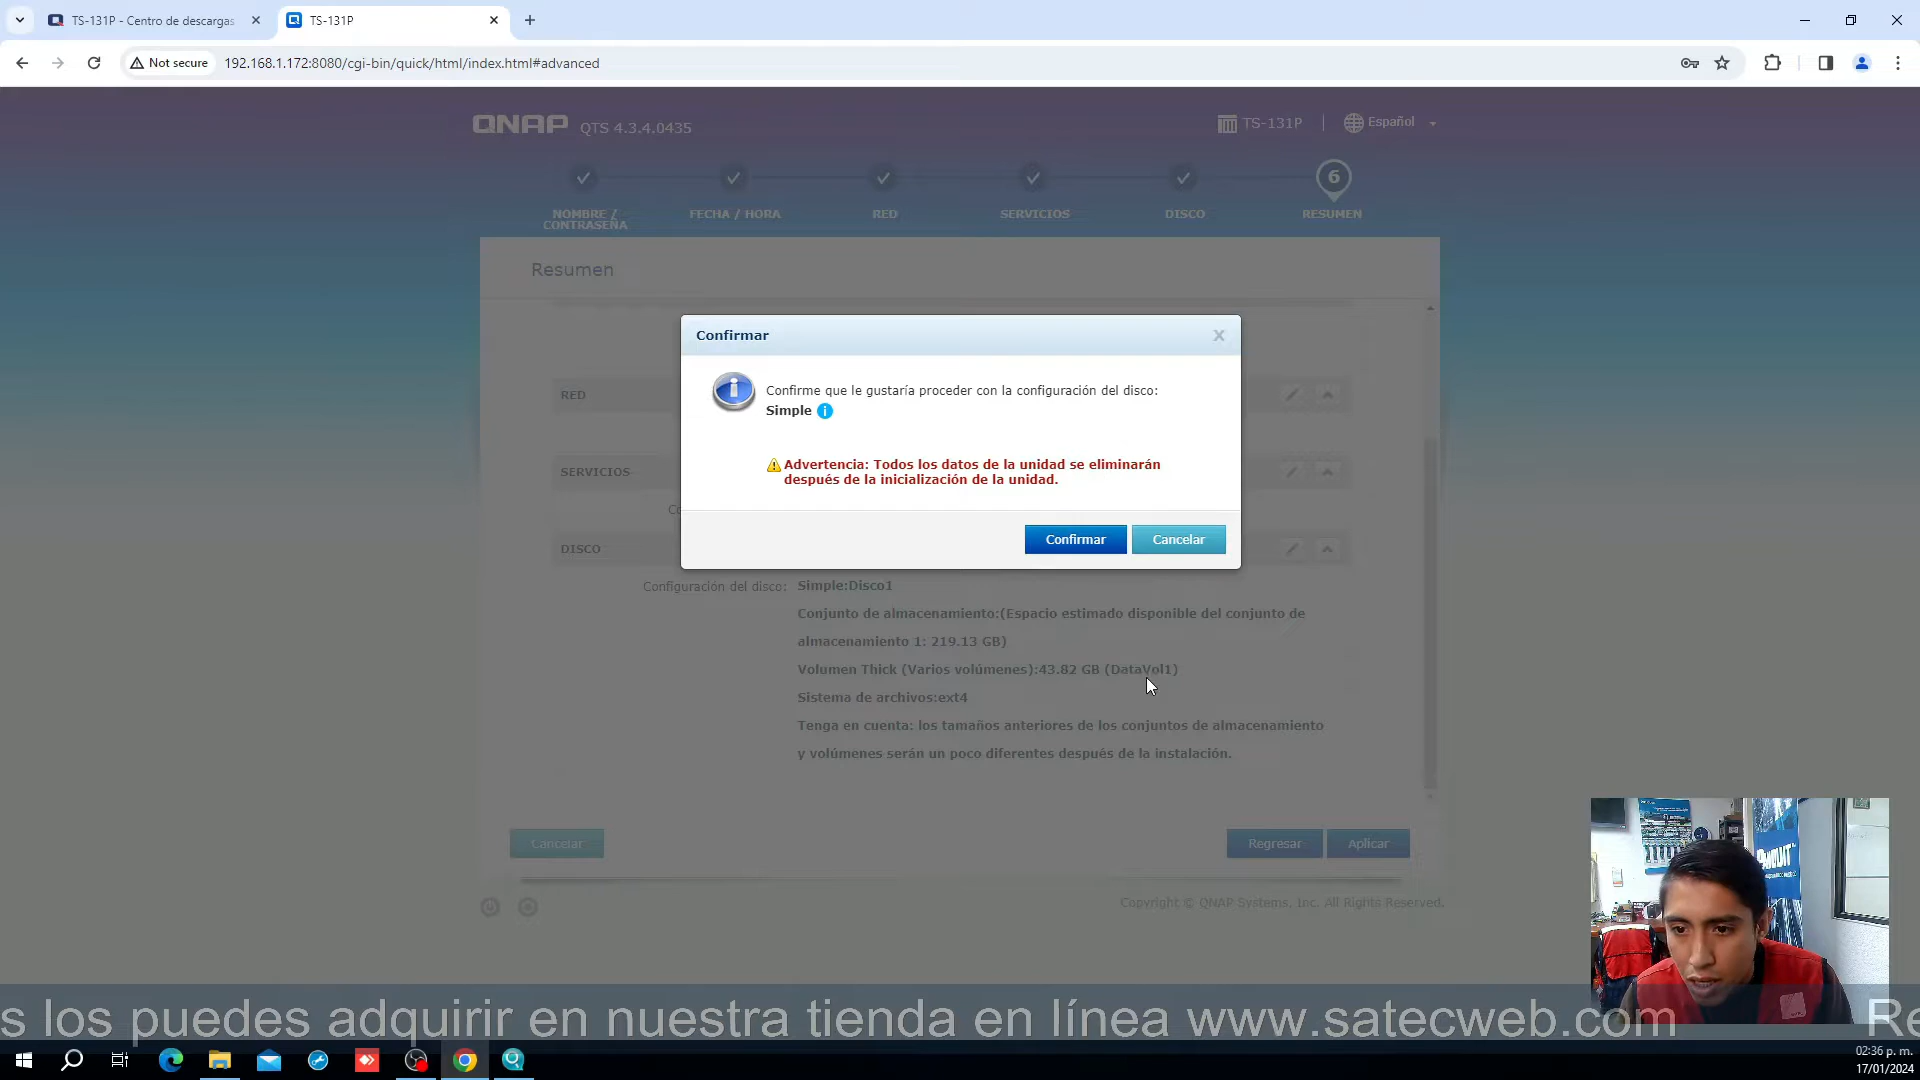 TS-131P - Centro de descargas
TS-131P
Not secure
192.168.1.172:8080/cgi-bin/quick/html/index.html#advanced
QNAP QTS 4.3.4.0435
TS-131P
Español
6
NOMBRE /
CONTRASEÑA
FECHA / HORA
RED
SERVICIOS
DISCO
RESUMEN
Resumen
Confirmar
X
Confirme que le gustaría proceder con la configuración del disco:
Simple
Advertencia: Todos los datos de la unidad se eliminarán
después de la inicialización de la unidad.
Confirmar
Cancelar
RED
SERVICIOS
Co
DISCO
Configuración del disco:
Simple:Disco1
Conjunto de almacenamiento:(Espacio estimado disponible del conjunto de
almacenamiento 1: 219.13 GB)
Volumen Thick (Varios volúmenes):43.82 GB (DataVol1)
Sistema de archivos:ext4
Tenga en cuenta: los tamaños anteriores de los conjuntos de almacenamiento
y volúmenes serán un poco diferentes después de la instalación.
Cancelar
Regresar
Aplicar
Copyright © QNAP Systems, Inc. All Rights Reserved.
s los puedes adquirir en nuestra tienda en línea www.satecweb.com
Re
02:36 p. m.
17/01/2024